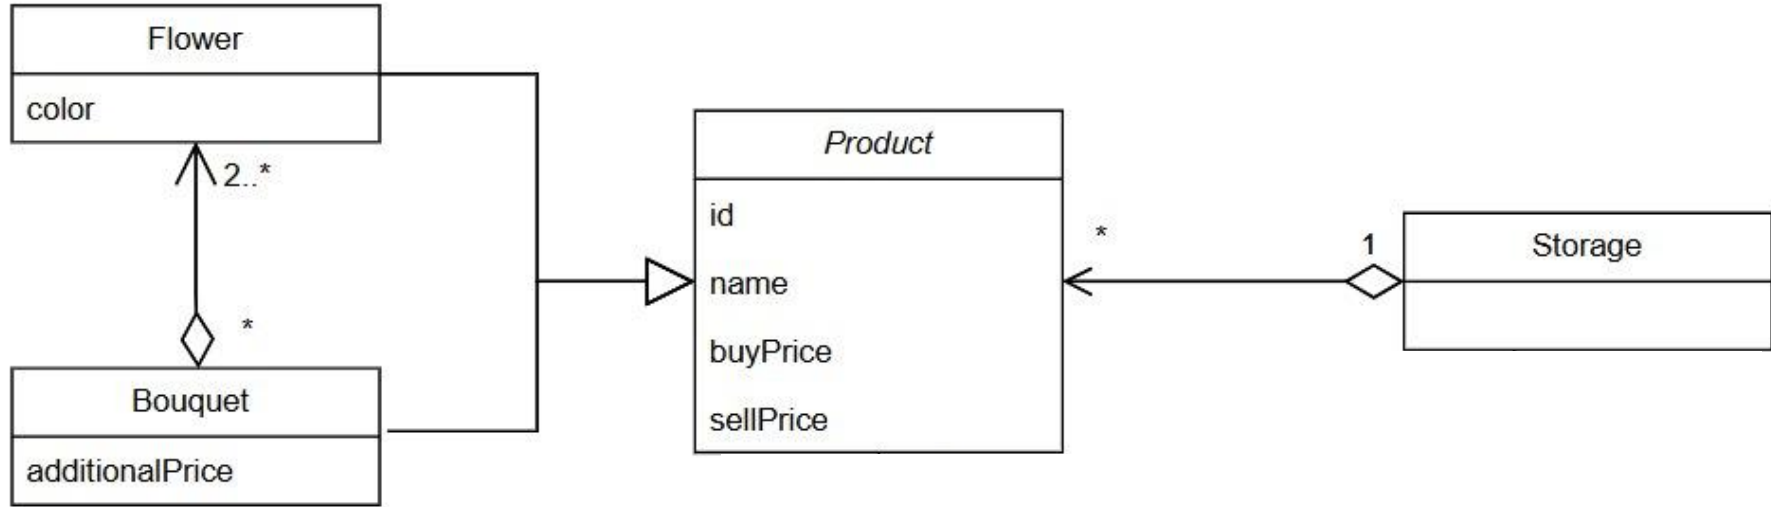 Flower
color
2..*
*
Bouquet
additionalPrice
Product
id
name
buyPrice
sellPrice
*
1
Storage